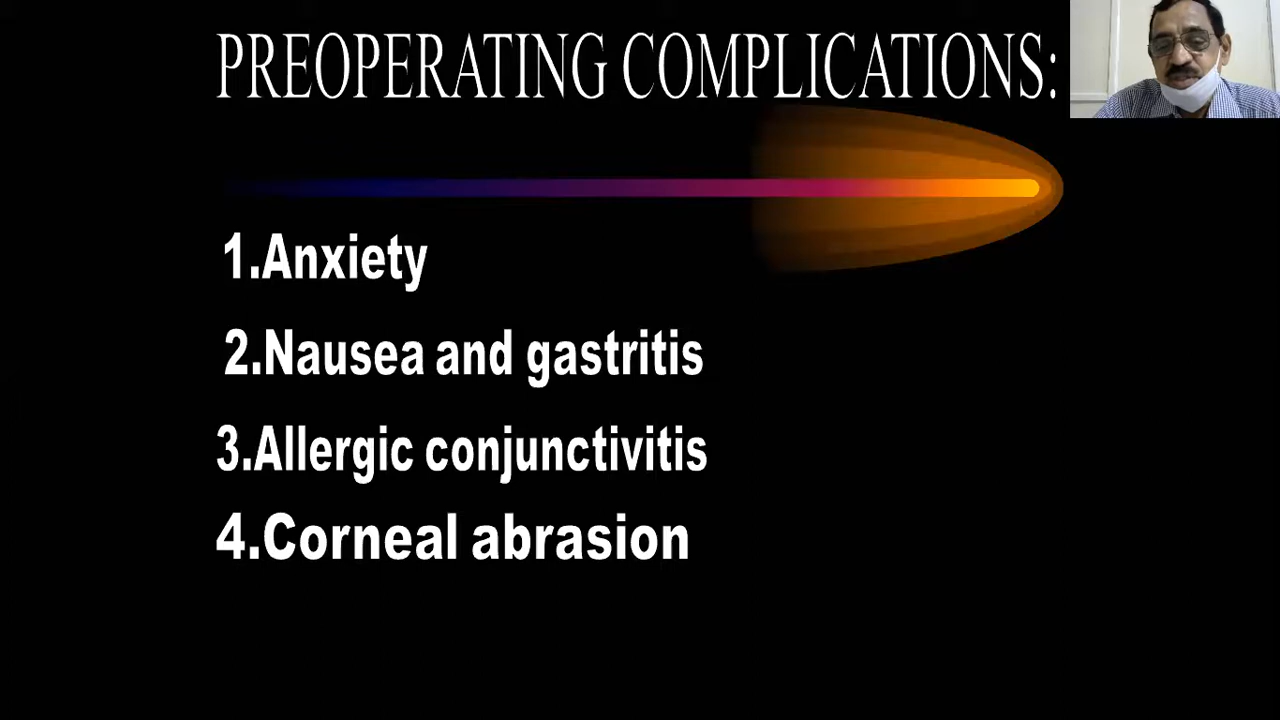 PREOPERATING COMPLICATIONS:
1.Anxiety
2.Nausea and gastritis
3.Allergic conjunctivitis
4.Corneal abrasion